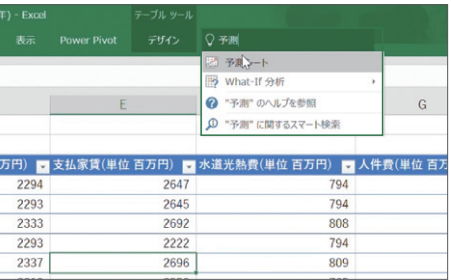 年) - Excel
テーブル ツール
表示 Power Pivot デザイン 予測
予測シート
What-If 分析
"予測" のヘルプを参照
"予測" に関するスマート検索
E G
万円) 支払家賃(単位 百万円) 水道光熱費(単位 百万円) 人件費(単位 百万
2294 2647 794
2293 2645 794
2333 2692 808
2293 2222 794
2337 2696 809